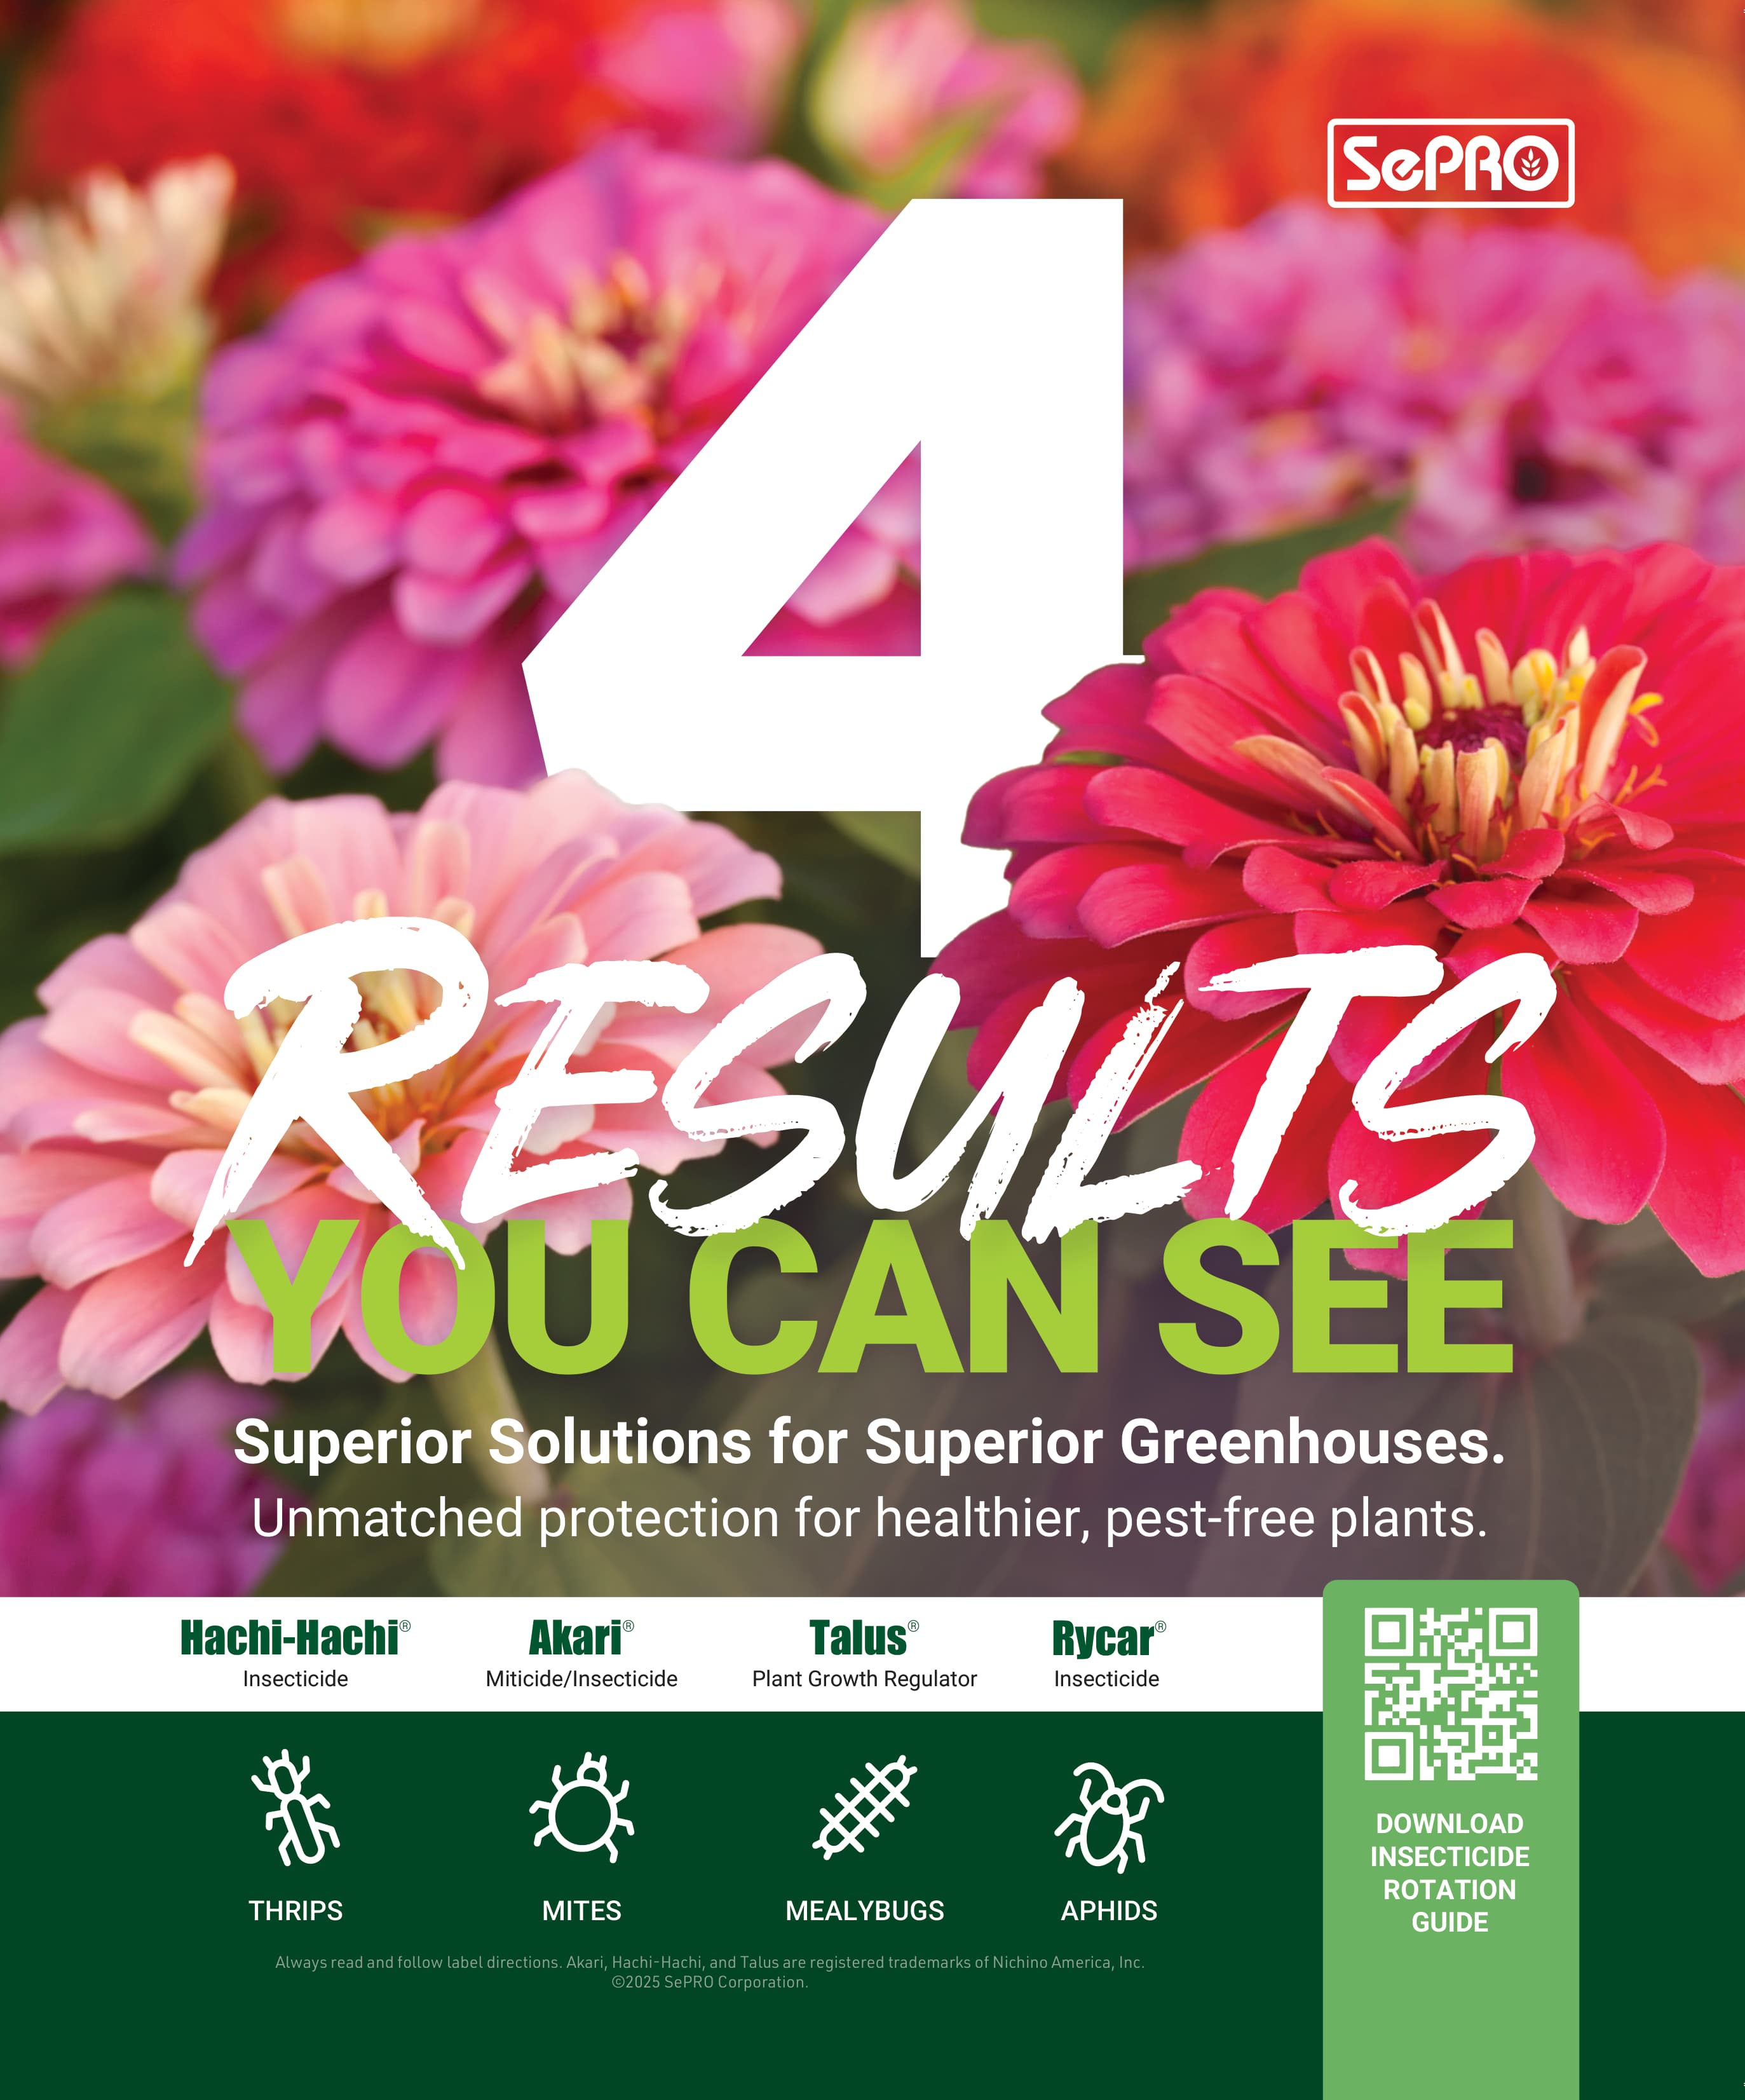 SePRO
4
RESULTS
YOU CAN SEE
Superior Solutions for Superior Greenhouses.
Unmatched protection for healthier, pest-free plants.
Hachi-Hachi®
Insecticide
Akari®
Miticide/Insecticide
Talus®
Plant Growth Regulator
Rycar®
Insecticide
THRIPS
MITES
MEALYBUGS
APHIDS
DOWNLOAD
INSECTICIDE
ROTATION
GUIDE
Always read and follow label directions. Akari, Hachi-Hachi, and Talus are registered trademarks of Nichino America, Inc.
©2025 SePRO Corporation.